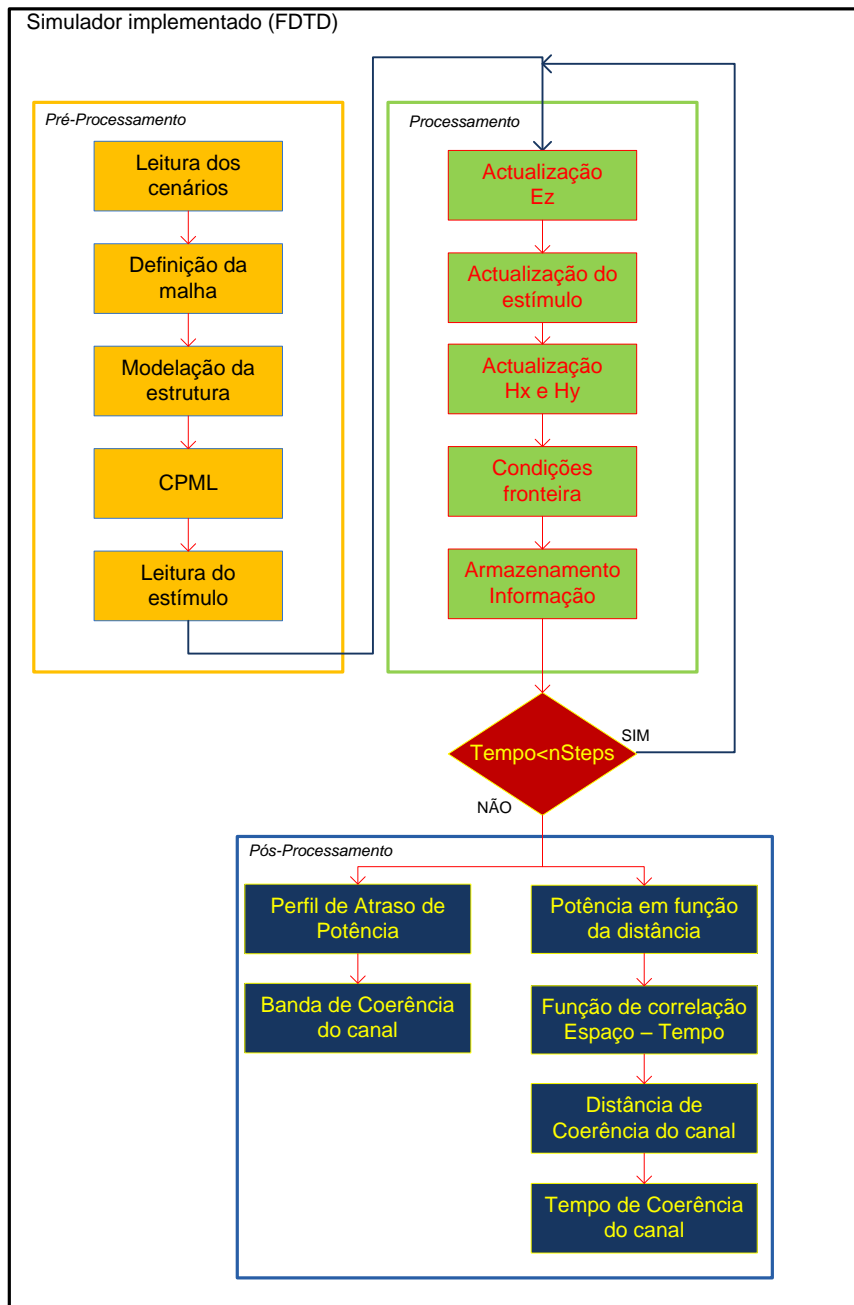 Simulador implementado (FDTD)
Pré-Processamento
Leitura dos
cenários
Definição da
malha
Modelação da
estrutura
CPML
Leitura do
estímulo
Processamento
Actualização
Ez
Actualização do
estímulo
Actualização
Hx e Hy
Condições
fronteira
Armazenamento
Informação
Tempo<nSteps
SIM
NÃO
Pós-Processamento
Perfil de Atraso de
Potência
Banda de Coerência
do canal
Potência em função
da distância
Função de correlação
Espaço – Tempo
Distância de
Coerência do canal
Tempo de Coerência
do canal